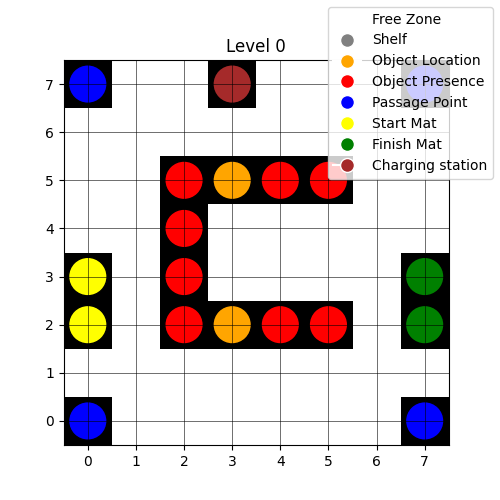 Level 0
Free Zone
Shelf
Object Location
Object Presence
Passage Point
Start Mat
Finish Mat
Charging station
7
6
5
4
3
2
1
0
0 1 2 3 4 5 6 7